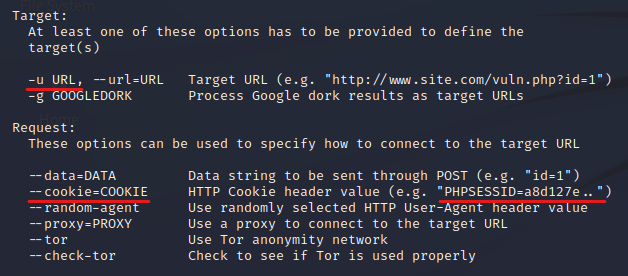 Target:
At least one of these options has to be provided to define the
target(s)
-u URL, --url=URL Target URL (e.g. "http://www.site.com/vuln.php?id=1")
-g GOOGLEDORK Process Google dork results as target URLs
Request:
These options can be used to specify how to connect to the target URL
--data=DATA Data string to be sent through POST (e.g. "id=1")
--cookie=COOKIE HTTP Cookie header value (e.g. "PHPSESSID=a8d127e..")
--random-agent Use randomly selected HTTP User-Agent header value
--proxy=PROXY Use a proxy to connect to the target URL
--tor Use Tor anonymity network
--check-tor Check to see if Tor is used properly